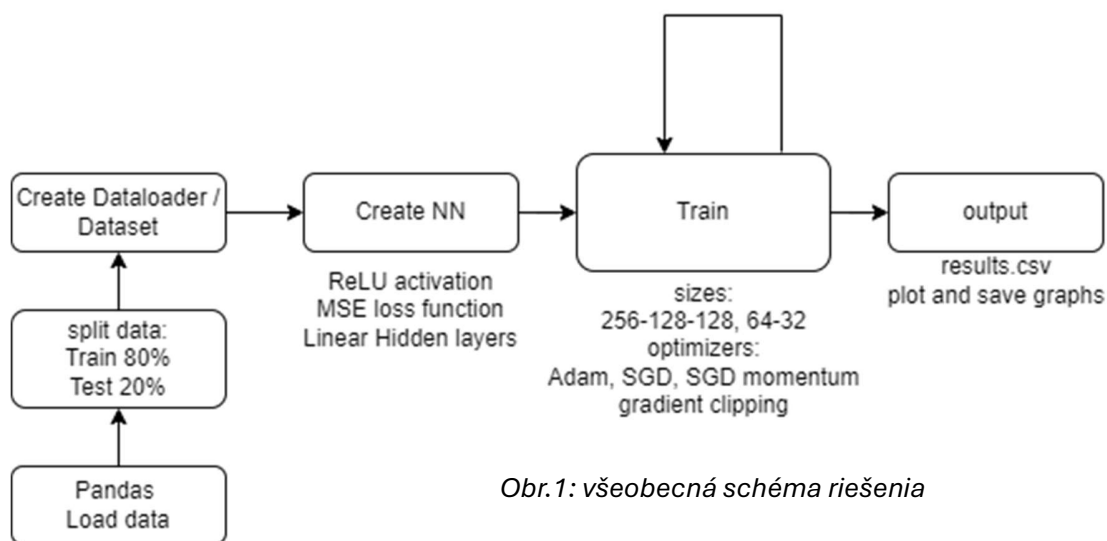 Create Dataloader /
Dataset
Create NN
Train
output
ReLU activation
MSE loss function
Linear Hidden layers
sizes:
256-128-128, 64-32
optimizers:
Adam, SGD, SGD momentum
gradient clipping
results.csv
plot and save graphs
split data:
Train 80%
Test 20%
Pandas
Load data
Obr.1: všeobecná schéma riešenia